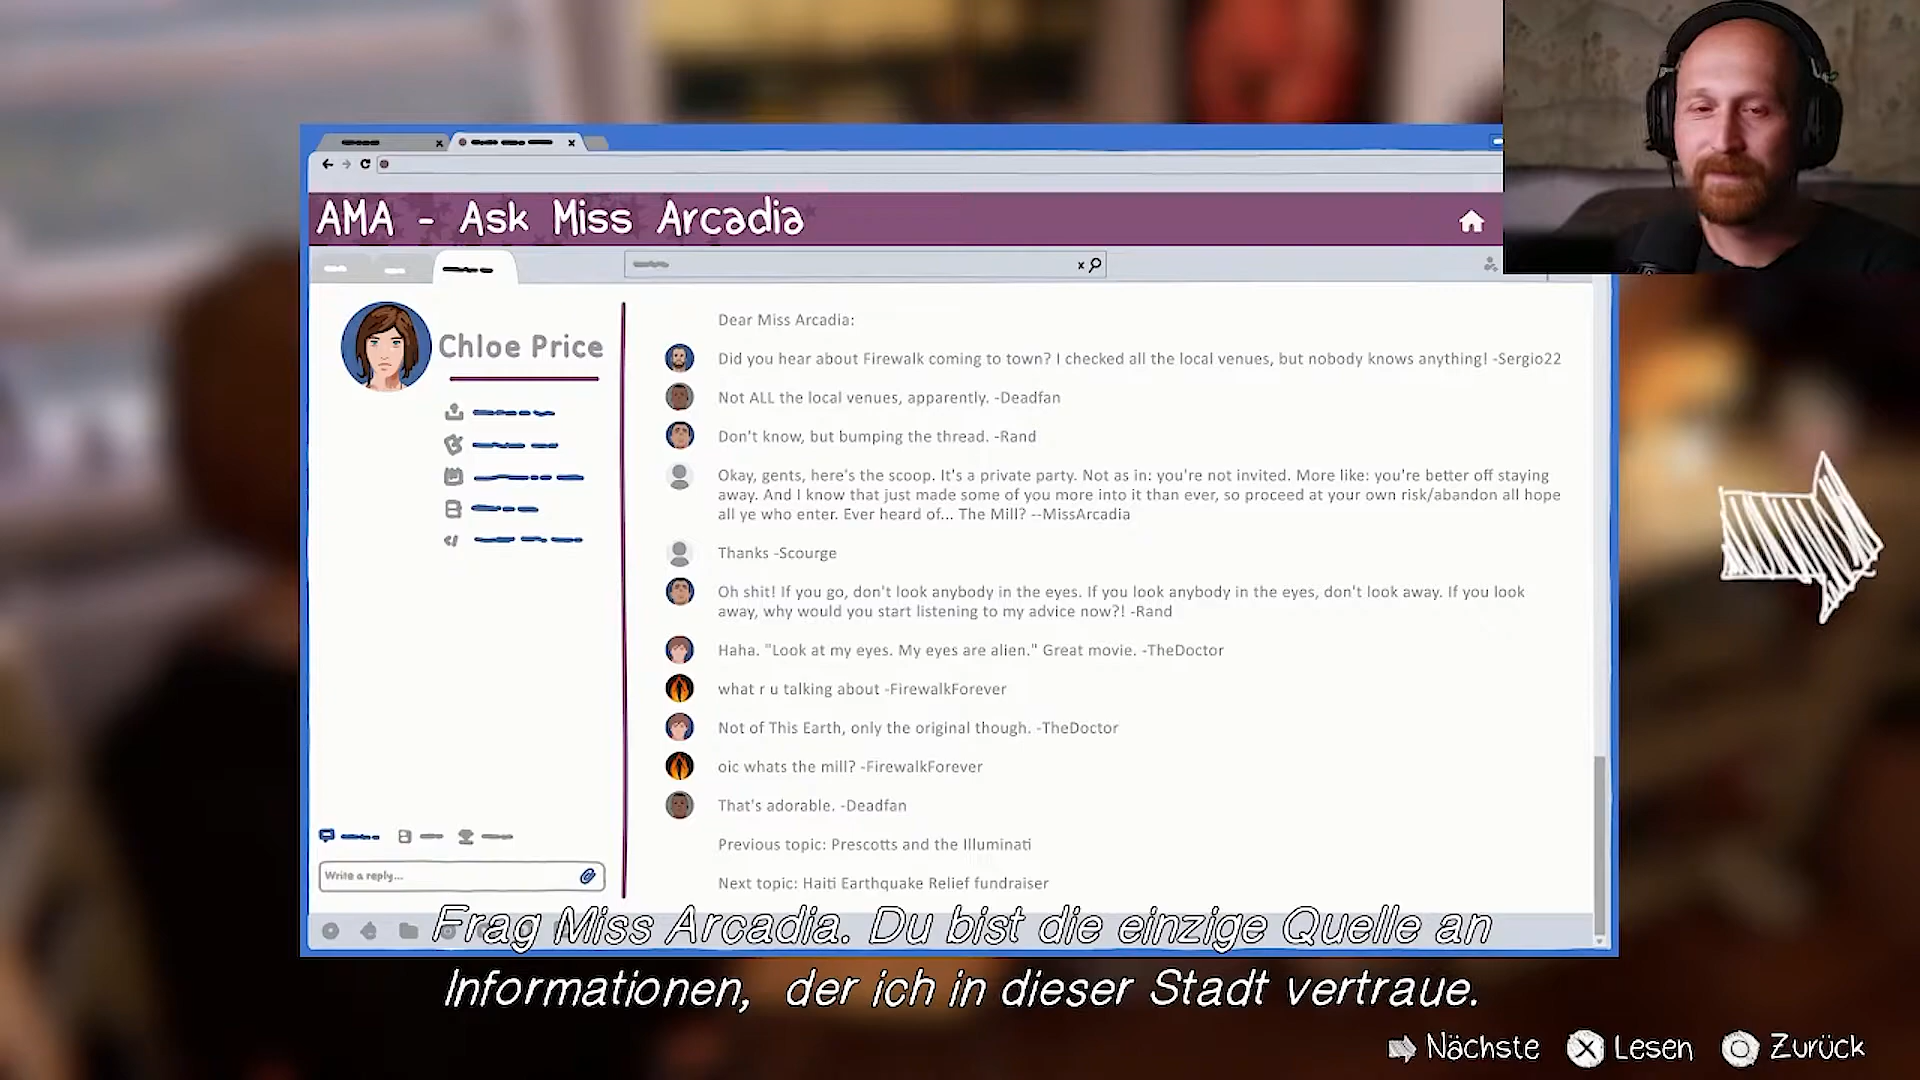 AMA - Ask Miss Arcadia
Chloe Price
Dear Miss Arcadia:
Did you hear about Firewalk coming to town? I checked all the local venues, but nobody knows anything! -Sergio22
Not ALL the local venues, apparently. -Deadfan
Don't know, but bumping the thread. -Rand
Okay, gents, here's the scoop. It's a private party. Not as in: you're not invited. More like: you're better off staying
away. And I know that just made some of you more into it than ever, so proceed at your own risk/abandon all hope
all ye who enter. Ever heard of... The Mill? --MissArcadia
Thanks -Scourge
Oh shit! If you go, don't look anybody in the eyes. If you look anybody in the eyes, don't look away. If you look
away, why would you start listening to my advice now?! -Rand
Haha. "Look at my eyes. My eyes are alien." Great movie. -TheDoctor
what r u talking about -FirewalkForever
Not of This Earth, only the original though. -TheDoctor
oic whats the mill? -FirewalkForever
That's adorable. -Deadfan
Previous topic: Prescotts and the Illuminati
Next topic: Haiti Earthquake Relief fundraiser
Write a reply...
Frag Miss Arcadia. Du bist die einzige Quelle an
Informationen, der ich in dieser Stadt vertraue.
Nächste Lesen Zurück